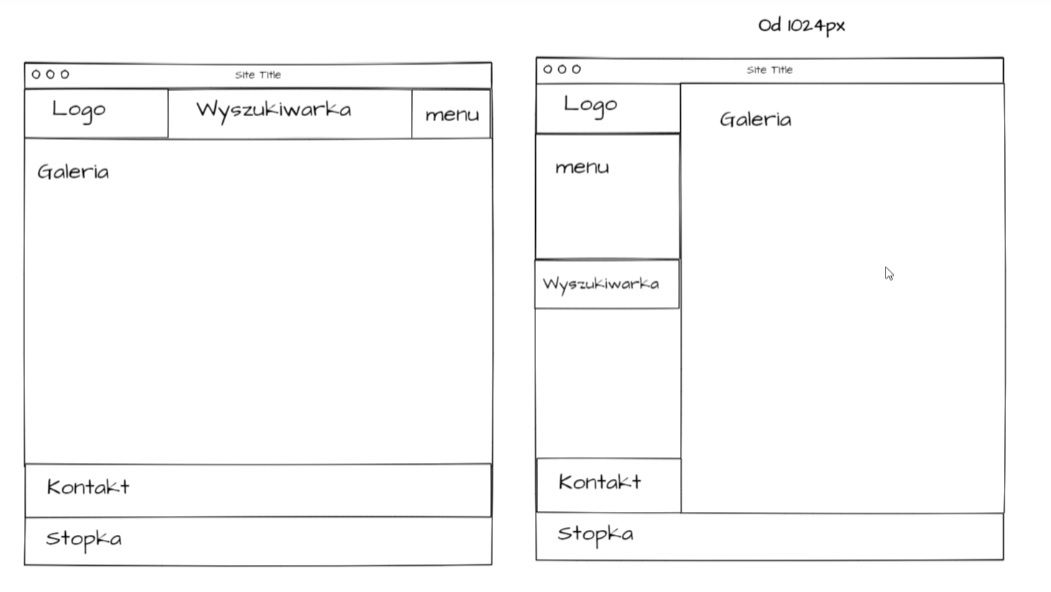 Od 1024px
Site Title
Logo
Wyszukiwarka
menu
Galeria
Kontakt
Stopka
Site Title
Logo
Galeria
menu
Wyszukiwarka
Kontakt
Stopka